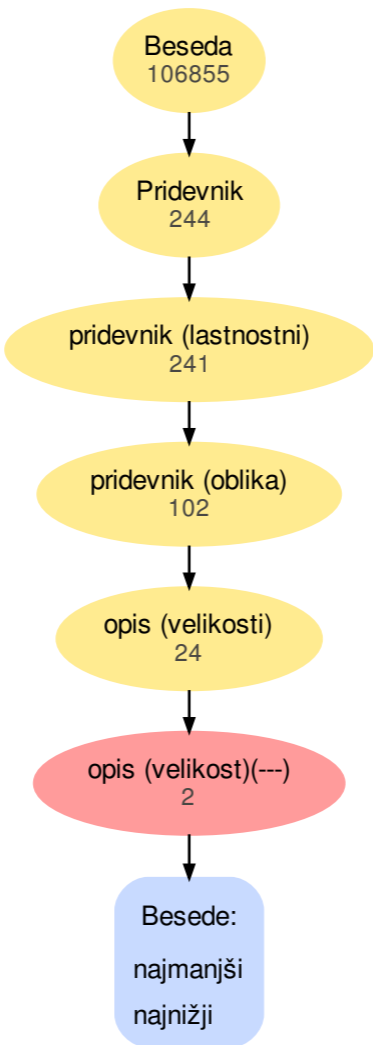 Beseda
106855
Pridevnik
244
pridevnik (lastnostni)
241
pridevnik (oblika)
102
opis (velikosti)
24
opis (velikost)(---)
2
Besede:
najmanjši
najnižji